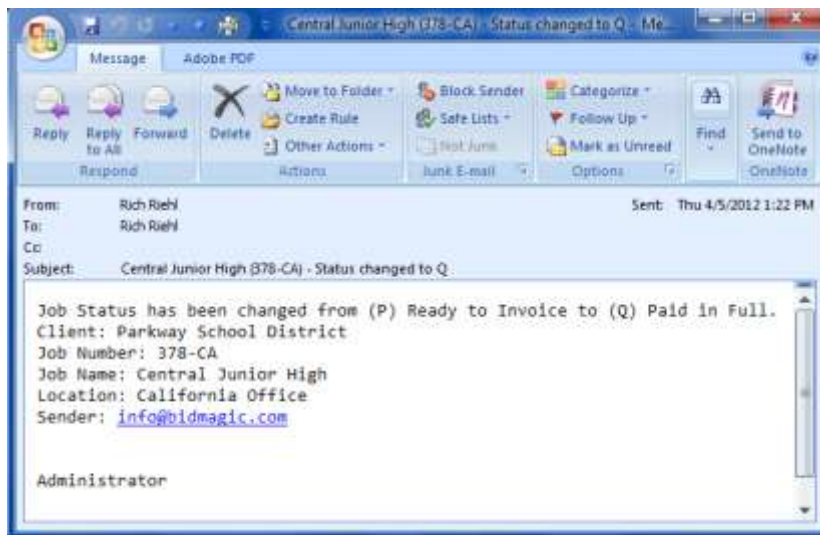 Central Junior High (378-CA) - Status changed to Q - Me...
Message Adobe PDF
Reply
Reply to All
Forward
Delete
Move to Folder
Create Rule
Other Actions
Block Sender
Safe Lists
Not Junk
Categorize
Follow Up
Mark as Unread
Find
Send to OneNote
Respond Actions Junk E-mail Options OneNote
From: Rich Riehl Sent: Thu 4/5/2012 1:22 PM
To: Rich Riehl
Cc:
Subject: Central Junior High (378-CA) - Status changed to Q
Job Status has been changed from (P) Ready to Invoice to (Q) Paid in Full.
Client: Parkway School District
Job Number: 378-CA
Job Name: Central Junior High
Location: California Office
Sender: info@bidmagic.com
Administrator